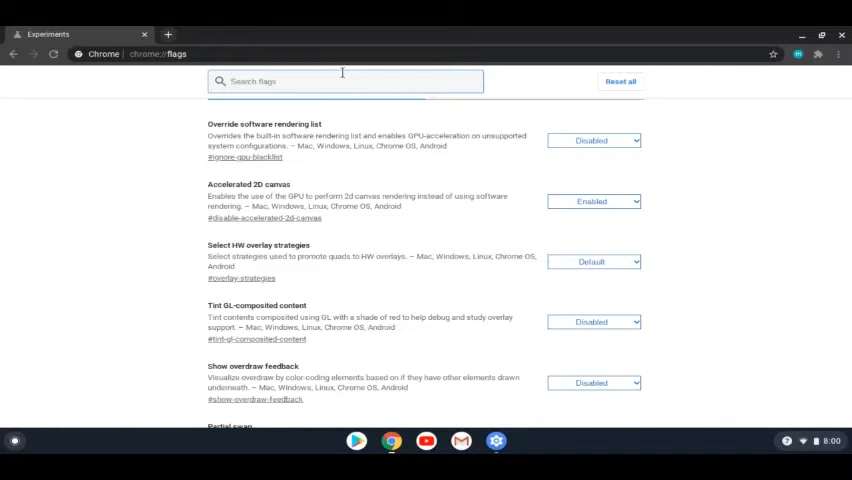 Experiments
Chrome | chrome://flags
Search flags
Reset all
Override software rendering list
Overrides the built-in software rendering list and enables GPU-acceleration on unsupported
system configurations. – Mac, Windows, Linux, Chrome OS, Android
#ignore-gpu-blacklist
Disabled
Accelerated 2D canvas
Enables the use of the GPU to perform 2d canvas rendering instead of using software
rendering. – Mac, Windows, Linux, Chrome OS, Android
#disable-accelerated-2d-canvas
Enabled
Select HW overlay strategies
Select strategies used to promote quads to HW overlays. – Mac, Windows, Linux, Chrome OS,
Android
#overlay-strategies
Default
Tint GL-composited content
Tint contents composited using GL with a shade of red to help debug and study overlay
support. – Mac, Windows, Linux, Chrome OS, Android
#tint-gl-composited-content
Disabled
Show overdraw feedback
Visualize overdraw by color-coding elements based on if they have other elements drawn
underneath. – Mac, Windows, Linux, Chrome OS, Android
#show-overdraw-feedback
Disabled
Partial swap
8:00